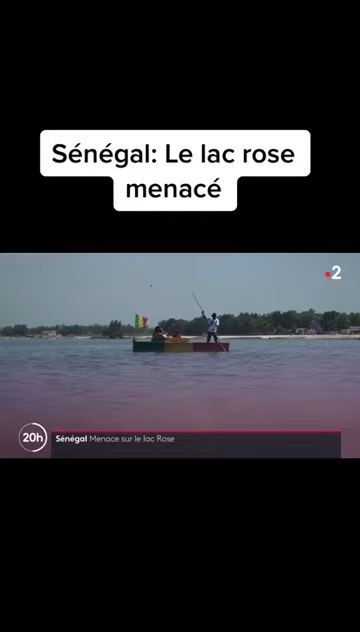 Sénégal: Le lac rose
menacé
2
20h
Sénégal Menace sur le lac Rose